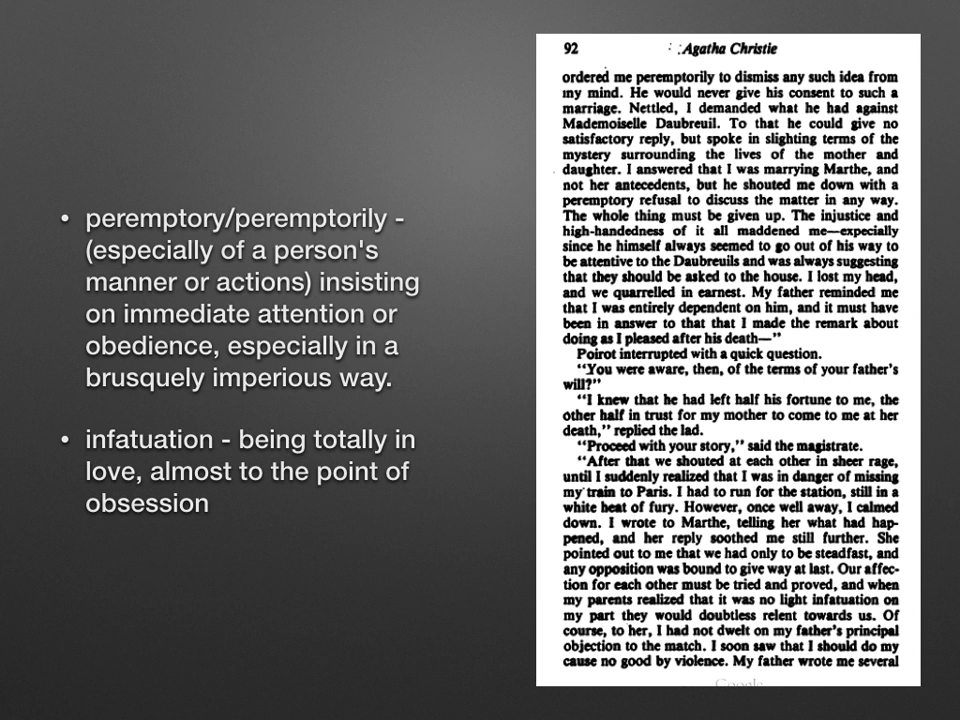 • peremptory/peremptorily -
(especially of a person's
manner or actions) insisting
on immediate attention or
obedience, especially in a
brusquely imperious way.
• infatuation - being totally in
love, almost to the point of
obsession
92 Agatha Christie
ordered me peremptorily to dismiss any such idea from
my mind. He would never give his consent to such a
marriage. Nettled, I demanded what he had against
Mademoiselle Daubreuil. To that he could give no
satisfactory reply, but spoke in slighting terms of the
mystery surrounding the lives of the mother and
daughter. I answered that I was marrying Marthe, and
not her antecedents, but he shouted me down with a
peremptory refusal to discuss the matter in any way.
The whole thing must be given up. The injustice and
high-handedness of it all maddened me—expecially
since he himself always seemed to go out of his way to
be attentive to the Daubreuils and was always suggesting
that they should be asked to the house. I lost my head,
and we quarrelled in earnest. My father reminded me
that I was entirely dependent on him, and it must have
been in answer to that that I made the remark about
doing as I pleased after his death—"
Poirot interrupted with a quick question.
"You were aware, then, of the terms of your father's
will?"
"I knew that he had left half his fortune to me, the
other half in trust for my mother to come to me at her
death," replied the lad.
"Proceed with your story," said the magistrate.
"After that we shouted at each other in sheer rage,
until I suddenly realized that I was in danger of missing
my train to Paris. I had to run for the station, still in a
white heat of fury. However, once well away, I calmed
down. I wrote to Marthe, telling her what had hap-
pened, and her reply soothed me still further. She
pointed out to me that we had only to be steadfast, and
any opposition was bound to give way at last. Our affec-
tion for each other must be tried and proved, and when
my parents realized that it was no light infatuation on
my part they would doubtless relent towards us. Of
course, to her, I had not dwelt on my father's principal
objection to the match. I soon saw that I should do my
cause no good by violence. My father wrote me several